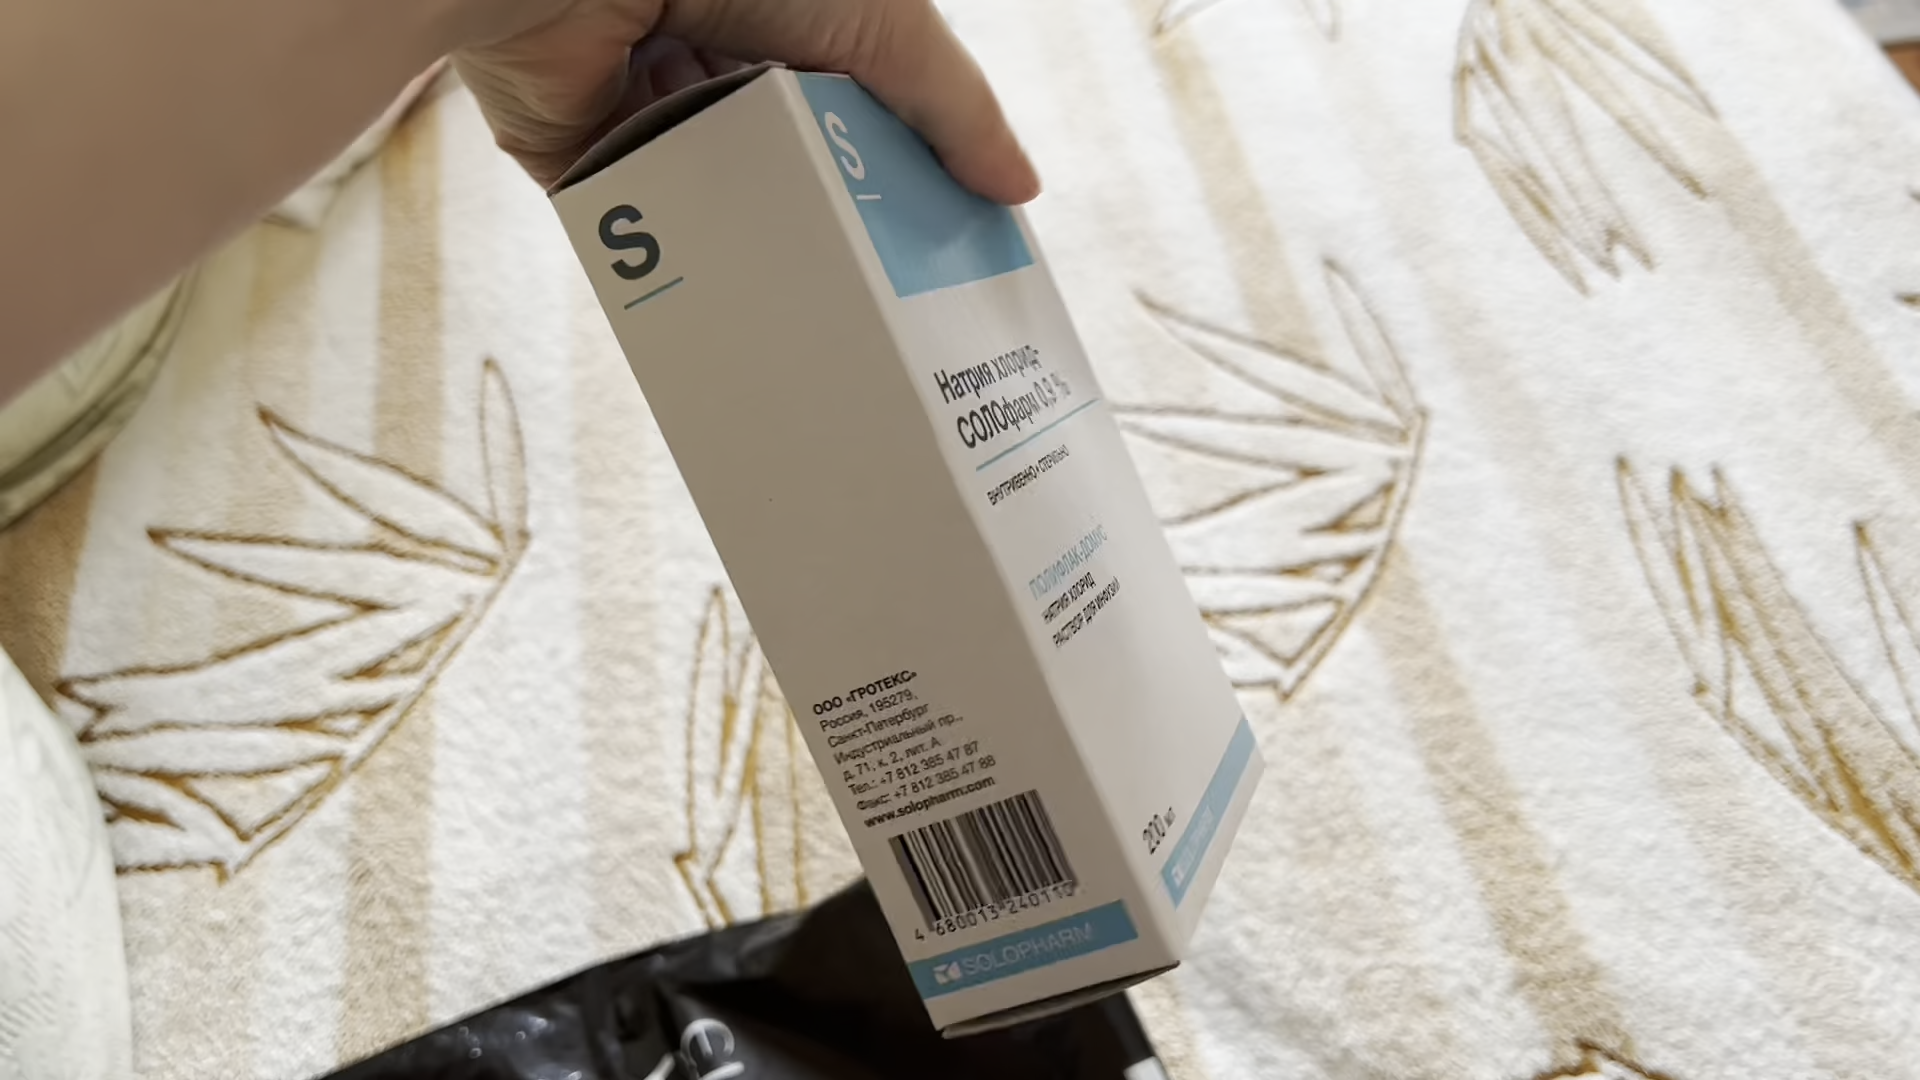 S
ООО «ГРОТЕКС»
Россия, 195279,
Санкт-Петербург
Индустриальный пр.,
д. 71, к. 2, лит. А
Тел.: +7 812 385 47 87
Факс: +7 812 385 47 88
www.solopharm.com
4 680013 240110
SOLOPHARM
S
Натрия хлорид-
СОЛОфарм 0,9 %
ВНУТРИВЕННО • СТЕРИЛЬНО
ПОЛИФЛАК-ДОМУС
НАТРИЯ ХЛОРИД
РАСТВОР ДЛЯ ИНФУЗИЙ
200 мл